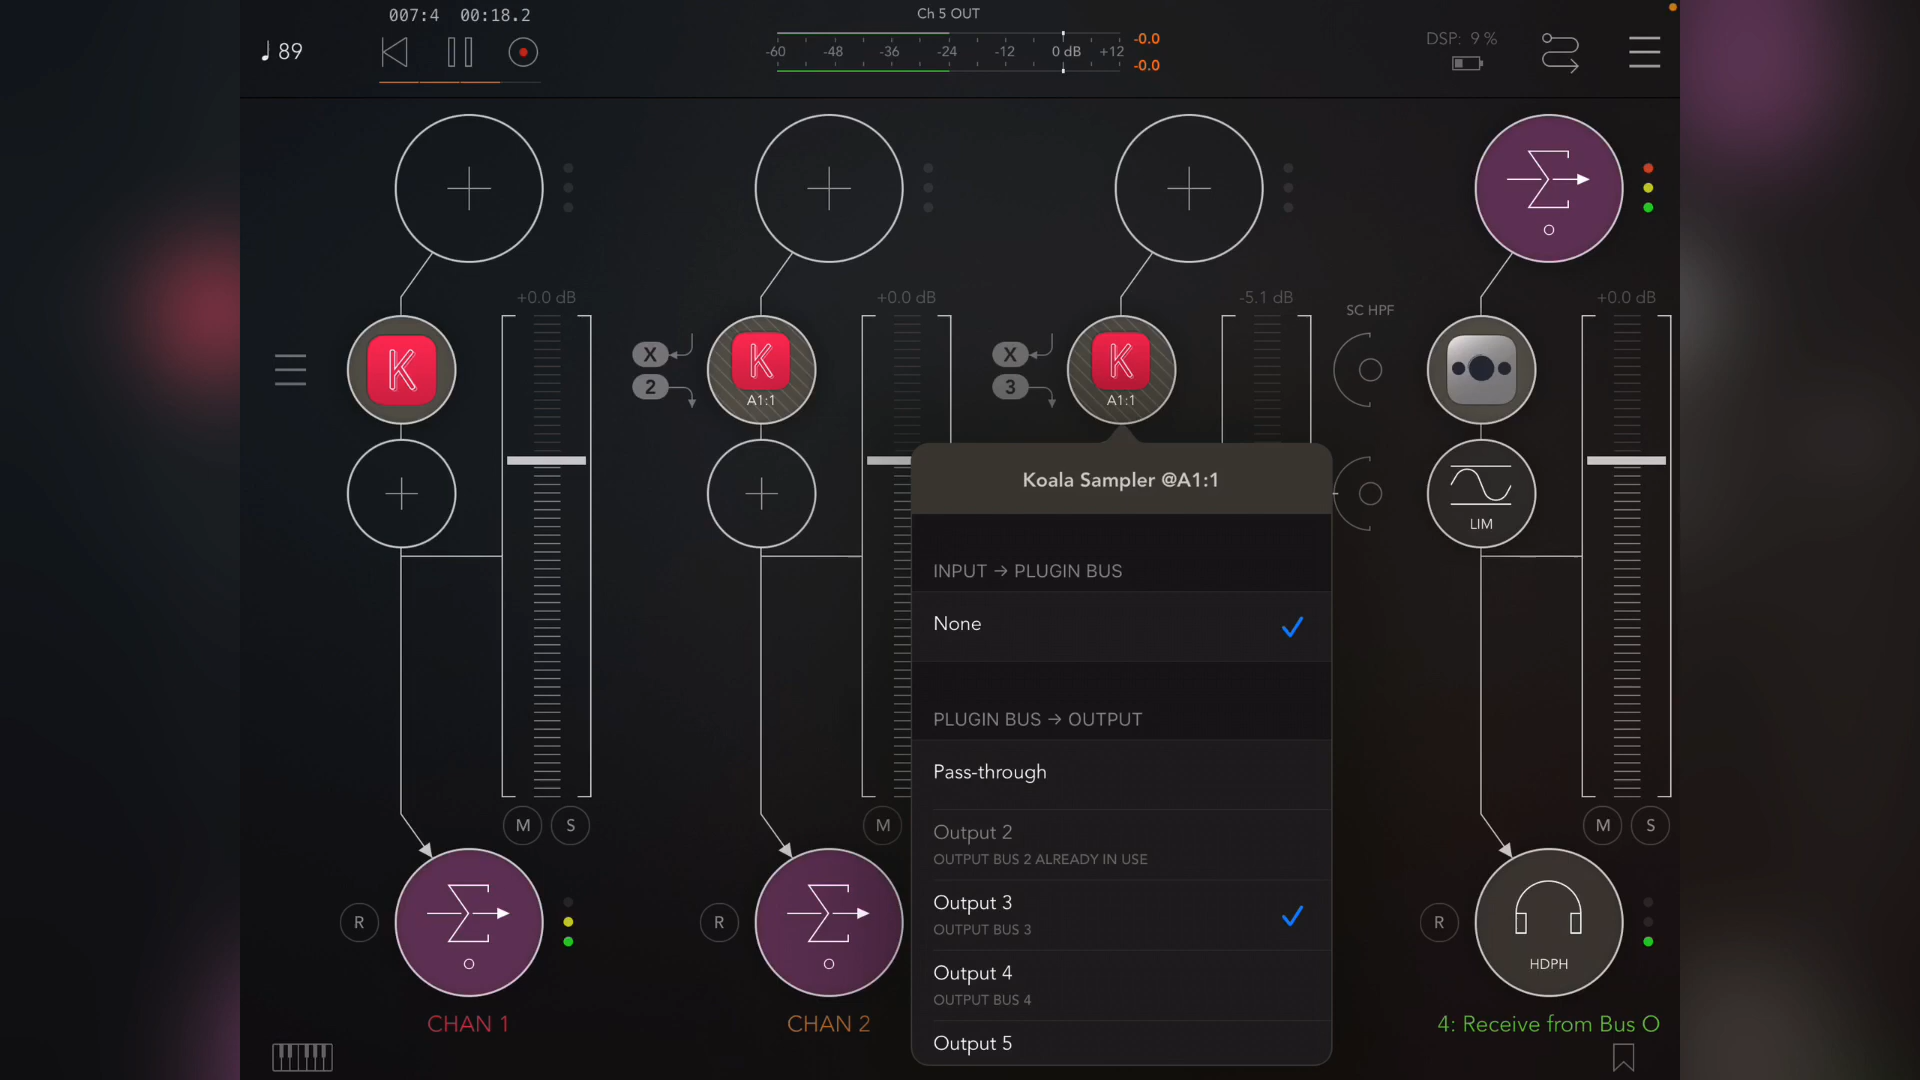 007:4 00:18.2
Ch 5 OUT
♩ 89
-60 -48 -36 -24 -12 0 dB +12
-0.0
-0.0
DSP: 9 %
+0.0 dB
+0.0 dB
-5.1 dB
+0.0 dB
SC HPF
K
X
2
K
A1:1
X
3
K
A1:1
LIM
Koala Sampler @A1:1
INPUT → PLUGIN BUS
None
PLUGIN BUS → OUTPUT
Pass-through
Output 2
OUTPUT BUS 2 ALREADY IN USE
Output 3
OUTPUT BUS 3
Output 4
OUTPUT BUS 4
Output 5
M S
M
M S
R
O
R
O
O
R
HDPH
CHAN 1
CHAN 2
4: Receive from Bus O